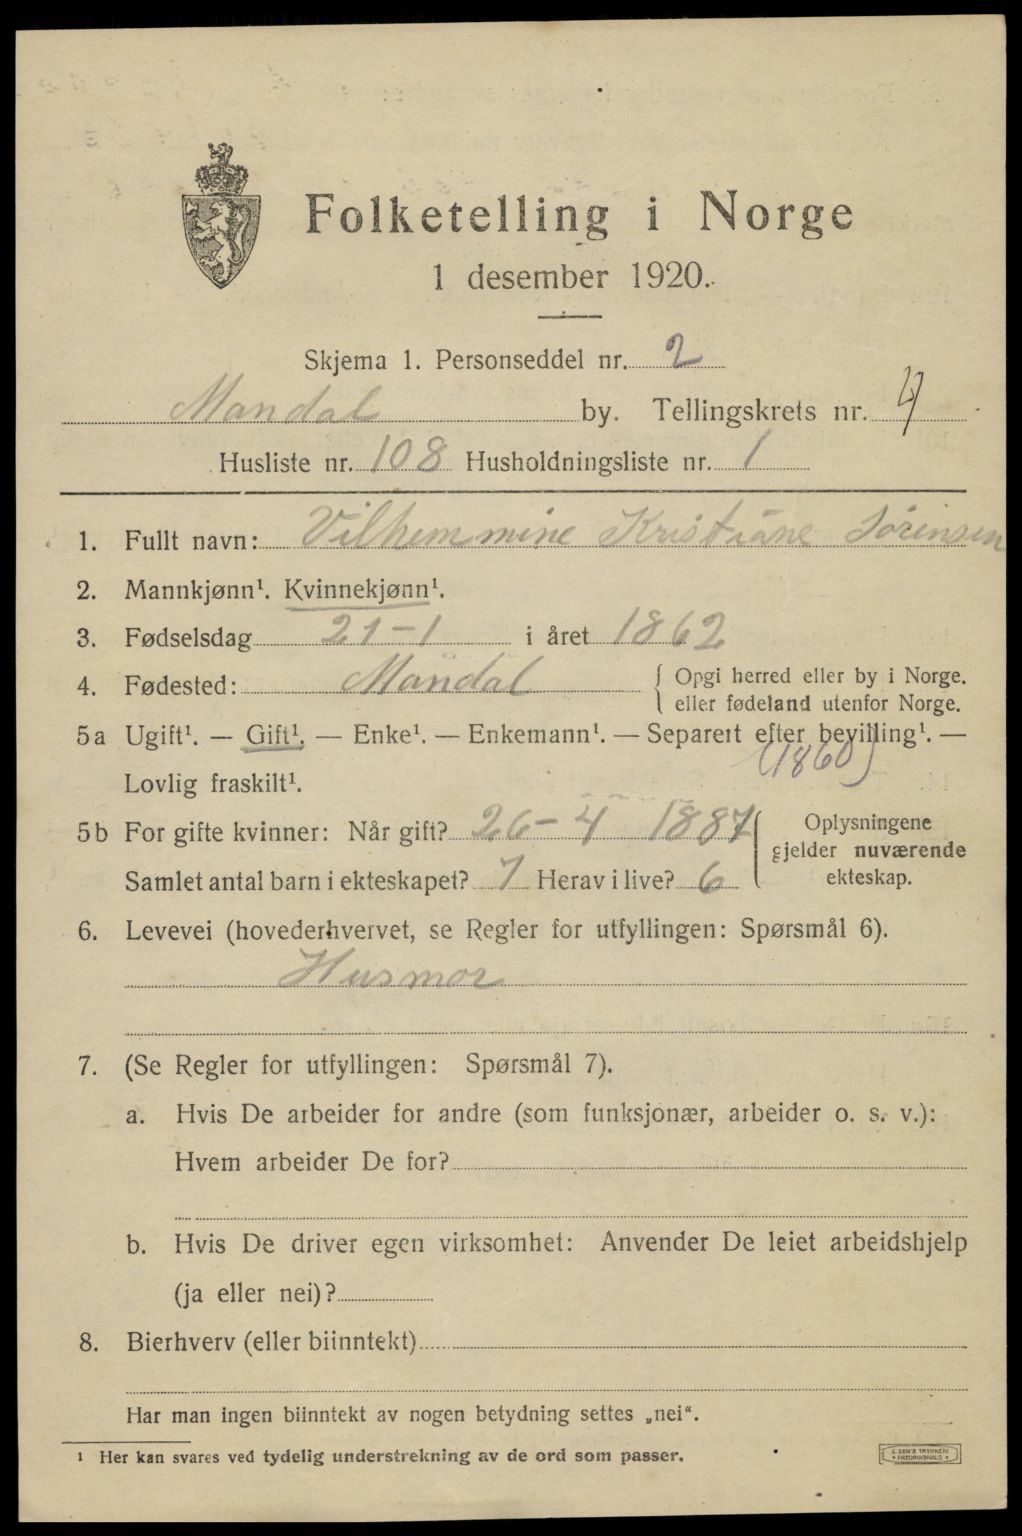 Folketelling i Norge
1 desember 1920.
Skjema 1. Personseddel nr. 2
Mandal by. Tellingskrets nr. 4
Husliste nr. 108 Husholdningsliste nr. 1
1. Fullt navn: Vilhemmine Kristiane Sørensen
2. Mannkjønn¹. Kvinnekjønn¹.
3. Fødselsdag 21-1 i året 1862
4. Fødested: Mandal { Opgi herred eller by i Norge.
eller fødeland utenfor Norge.
5a Ugift¹. — Gift¹. — Enke¹. — Enkemann¹. — Separert efter bevilling¹. —
(1860)
Lovlig fraskilt¹.
5b For gifte kvinner: Når gift? 26-4 1887
Samlet antal barn i ekteskapet? 7 Herav i live? 6
Oplysningene
gjelder nuværende
ekteskap.
6. Levevei (hovederhvervet, se Regler for utfyllingen: Spørsmål 6).
Husmor
7. (Se Regler for utfyllingen: Spørsmål 7).
a. Hvis De arbeider for andre (som funksjonær, arbeider o. s. v.):
Hvem arbeider De for?
b. Hvis De driver egen virksomhet: Anvender De leiet arbeidshjelp
(ja eller nei)?
8. Bierhverv (eller biinntekt)
Har man ingen biinntekt av nogen betydning settes „nei".
¹ Her kan svares ved tydelig understrekning av de ord som passer.
E. SEM'S TRYKKERI
FREDRIKSHALD